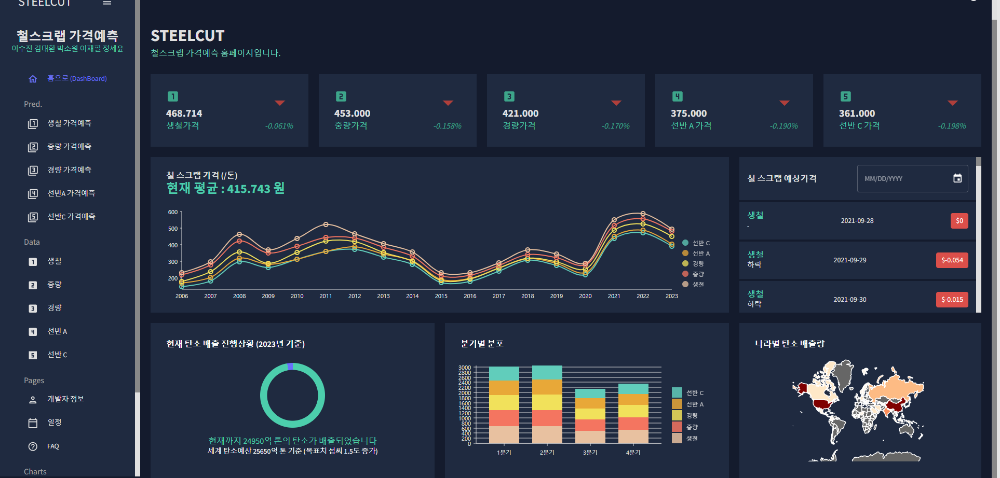 STEELCUT
철스크랩 가격예측
이수진 김대환 박소원 이재필 정세윤
홈으로 (DashBoard)
Pred.
1 생철 가격예측
2 중량 가격예측
3 경량 가격예측
4 선반A 가격예측
5 선반C 가격예측
Data
1 생철
2 중량
3 경량
4 선반 A
5 선반 C
Pages
개발자 정보
일정
FAQ
Charts
STEELCUT
철스크랩 가격예측 홈페이지입니다.
1
468.714
생철가격 -0.061%
2
453.000
중량가격 -0.158%
3
421.000
경량가격 -0.170%
4
375.000
선반 A 가격 -0.190%
5
361.000
선반 C 가격 -0.198%
철 스크랩 가격 (/톤)
현재 평균 : 415.743 원
600
500
400
300
200
2006 2007 2008 2009 2010 2011 2012 2013 2014 2015 2016 2017 2018 2019 2020 2021 2022 2023
선반 C
선반 A
경량
중량
생철
철 스크랩 예상가격 MM/DD/YYYY
생철
- 2021-09-28 $0
생철
하락 2021-09-29 $-0.054
생철
하락 2021-09-30 $-0.015
현재 탄소 배출 진행상황 (2023년 기준)
현재까지 24950억 톤의 탄소가 배출되었습니다
세계 탄소예산 25650억 톤 기준 (목표치 섭씨 1.5도 증가)
분기별 분포
3000
2800
2600
2400
2200
2000
1800
1600
1400
1200
1000
800
600
400
200
0
1분기 2분기 3분기 4분기
선반 C
선반 A
경량
중량
생철
나라별 탄소 배출량